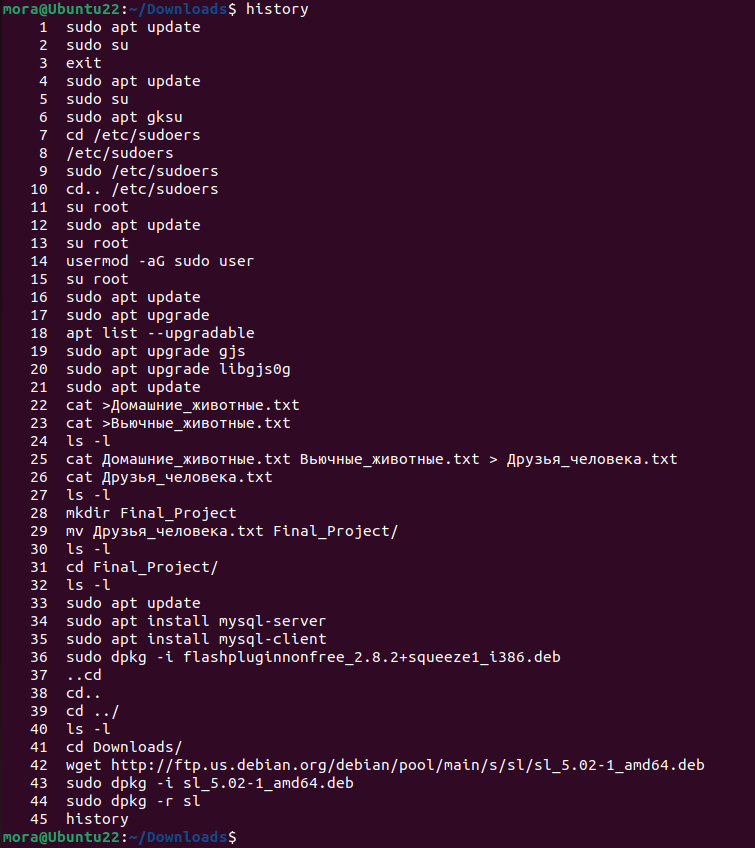 mora@Ubuntu22:~/Downloads$ history
1 sudo apt update
2 sudo su
3 exit
4 sudo apt update
5 sudo su
6 sudo apt gksu
7 cd /etc/sudoers
8 /etc/sudoers
9 sudo /etc/sudoers
10 cd.. /etc/sudoers
11 su root
12 sudo apt update
13 su root
14 usermod -aG sudo user
15 su root
16 sudo apt update
17 sudo apt upgrade
18 apt list --upgradable
19 sudo apt upgrade gjs
20 sudo apt upgrade libgjs0g
21 sudo apt update
22 cat >Домашние_животные.txt
23 cat >Вьючные_животные.txt
24 ls -l
25 cat Домашние_животные.txt Вьючные_животные.txt > Друзья_человека.txt
26 cat Друзья_человека.txt
27 ls -l
28 mkdir Final_Project
29 mv Друзья_человека.txt Final_Project/
30 ls -l
31 cd Final_Project/
32 ls -l
33 sudo apt update
34 sudo apt install mysql-server
35 sudo apt install mysql-client
36 sudo dpkg -i flashpluginnonfree_2.8.2+squeeze1_i386.deb
37 ..cd
38 cd..
39 cd ../
40 ls -l
41 cd Downloads/
42 wget http://ftp.us.debian.org/debian/pool/main/s/sl/sl_5.02-1_amd64.deb
43 sudo dpkg -i sl_5.02-1_amd64.deb
44 sudo dpkg -r sl
45 history
mora@Ubuntu22:~/Downloads$